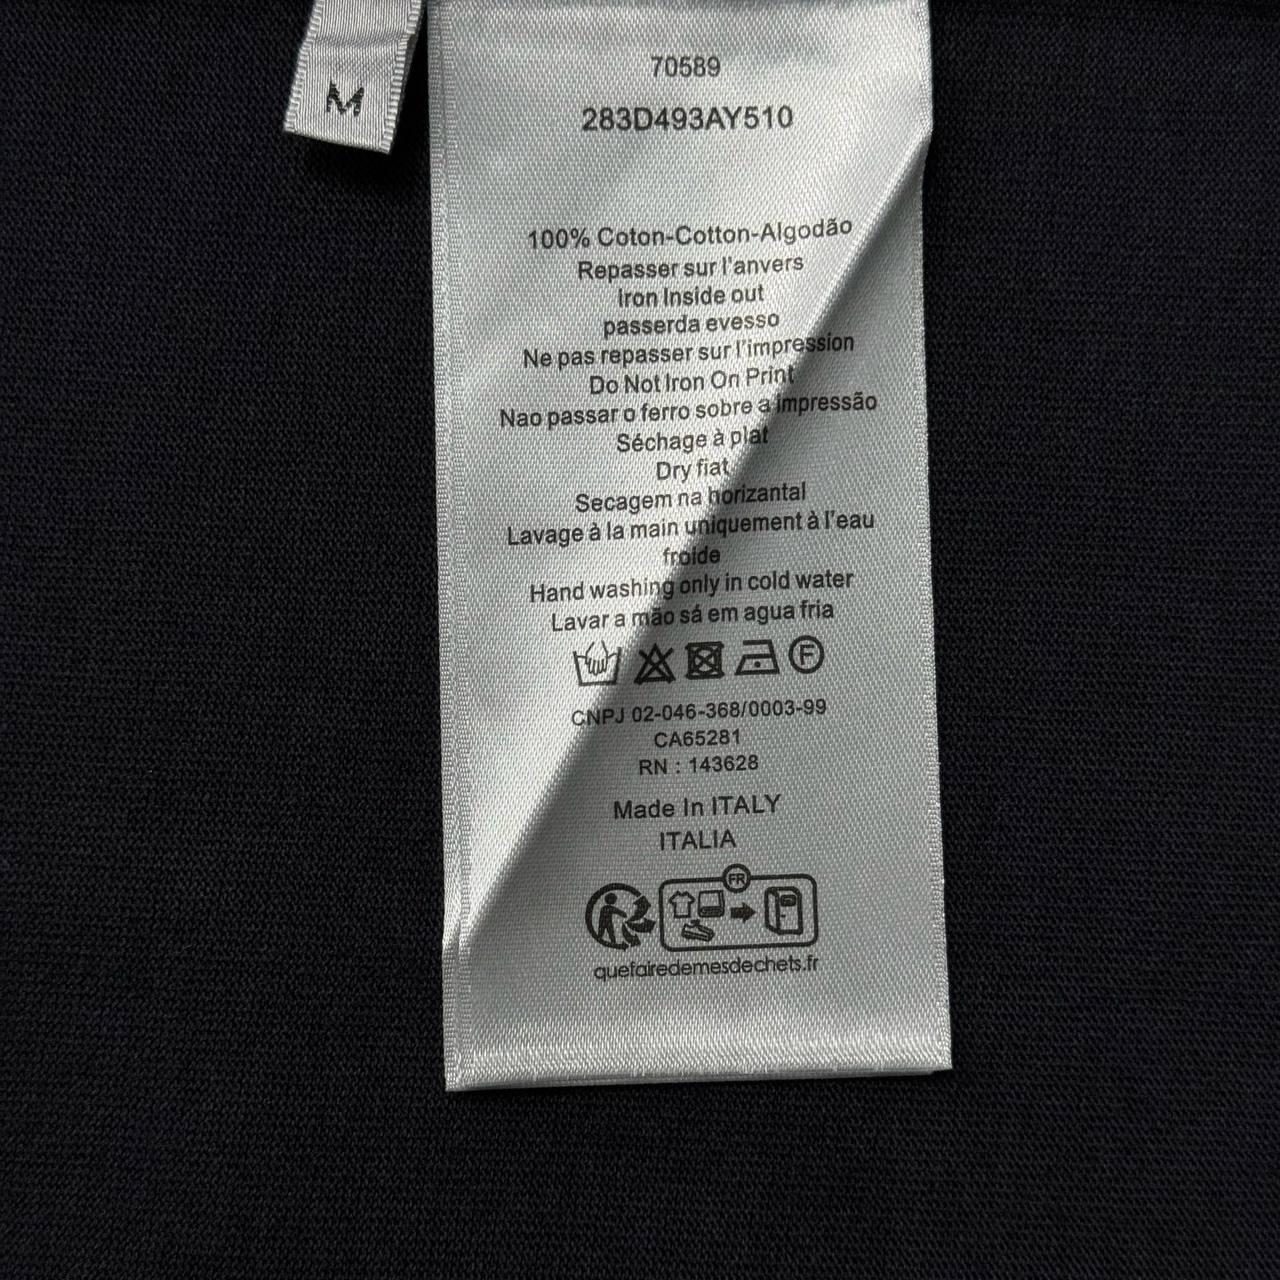 M
70589
283D493AY510
100% Coton-Cotton-Algodão
Repasser sur l'anvers
Iron Inside out
passerda evesso
Ne pas repasser sur l'impression
Do Not Iron On Print
Nao passar o ferro sobre a impressão
Séchage à plat
Dry fiat
Secagem na horizantal
Lavage à la main uniquement à l'eau
froide
Hand washing only in cold water
Lavar a mão sá em agua fria
F
CNPJ 02-046-368/0003-99
CA65281
RN : 143628
Made In ITALY
ITALIA
FR
quefairedemesdechets.fr